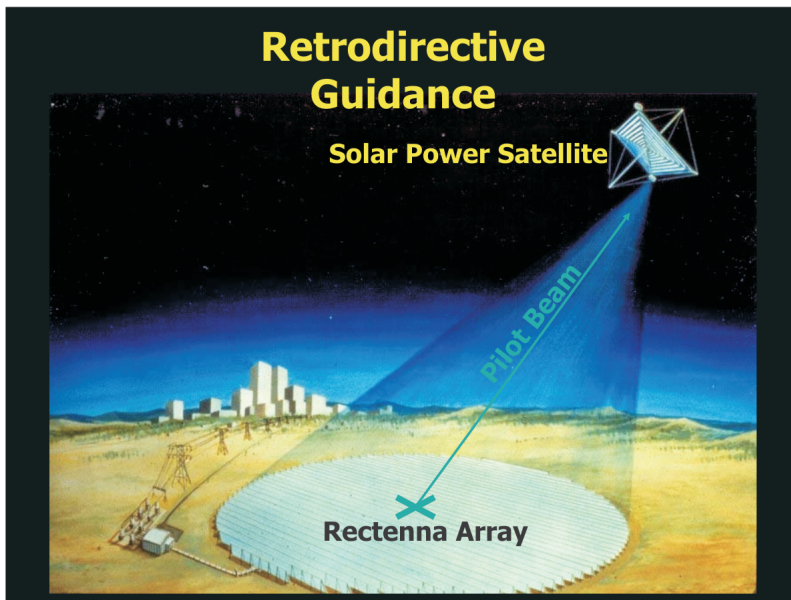 Retrodirective
Guidance
Solar Power Satellite
Pilot Beam
Rectenna Array